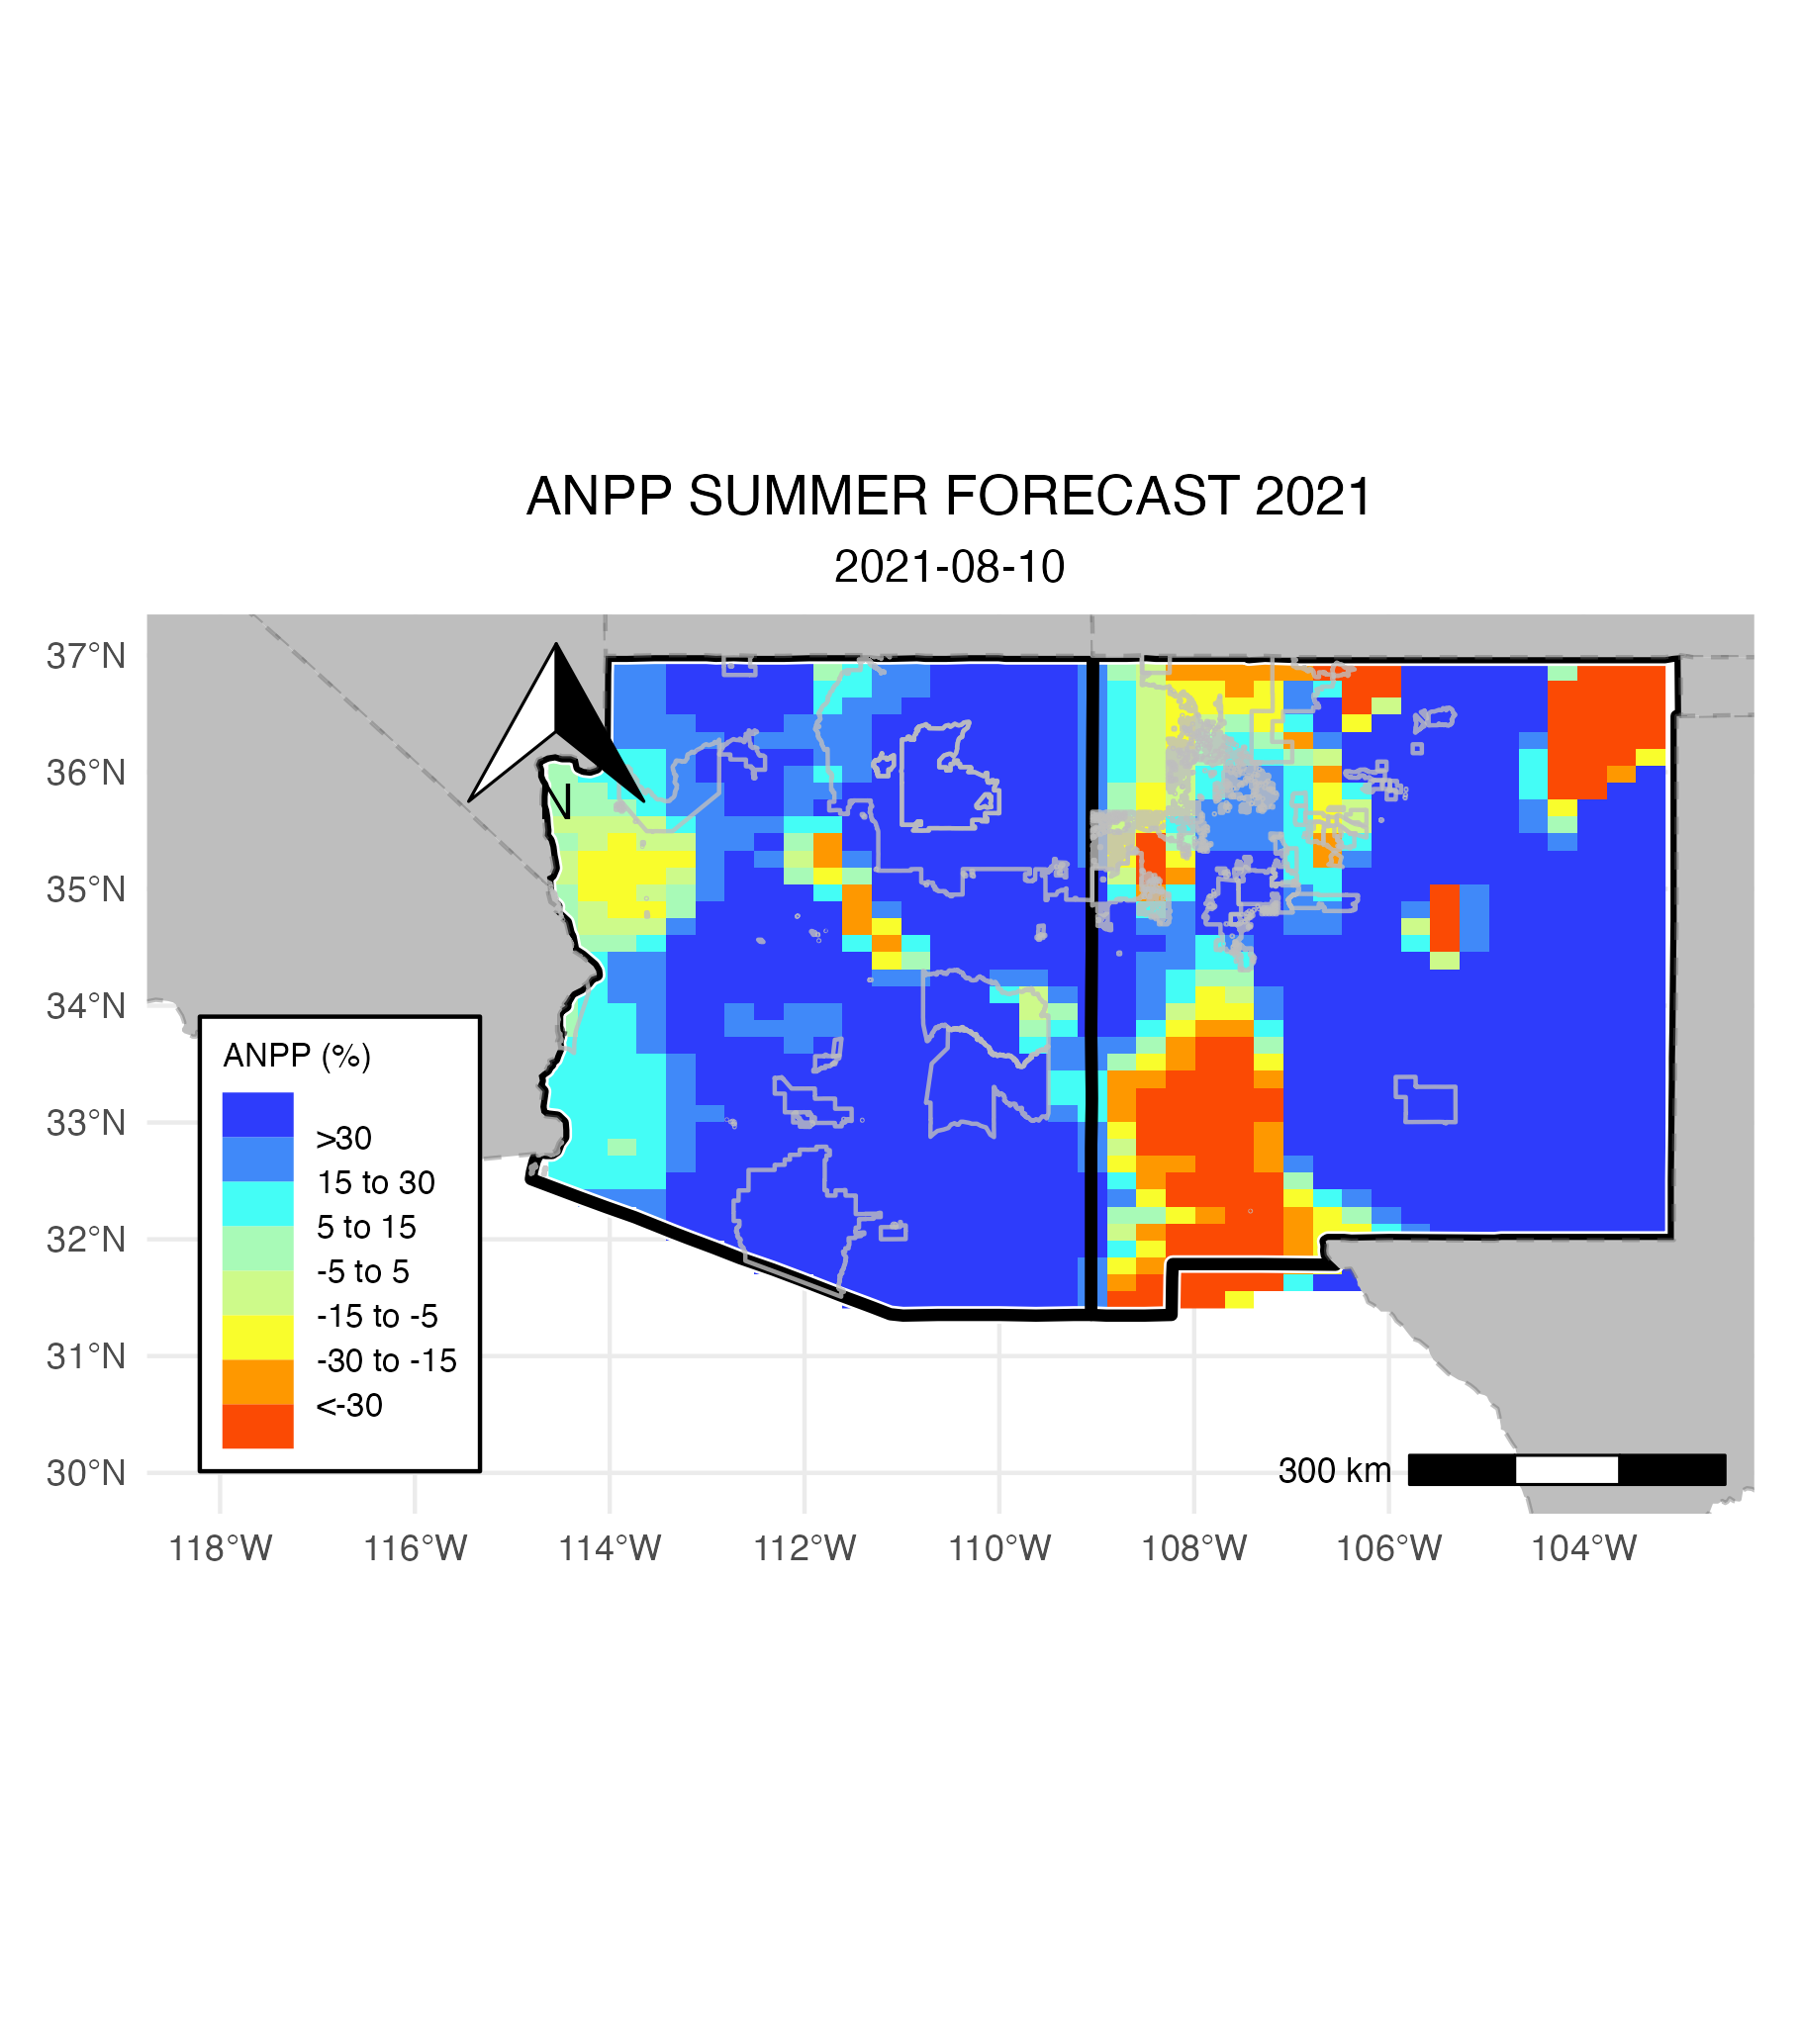 ANPP SUMMER FORECAST 2021
2021-08-10
37°N
36°N
35°N
34°N
33°N
32°N
31°N
30°N
N
ANPP (%)
>30
15 to 30
5 to 15
-5 to 5
-15 to -5
-30 to -15
<-30
300 km
118°W 116°W 114°W 112°W 110°W 108°W 106°W 104°W